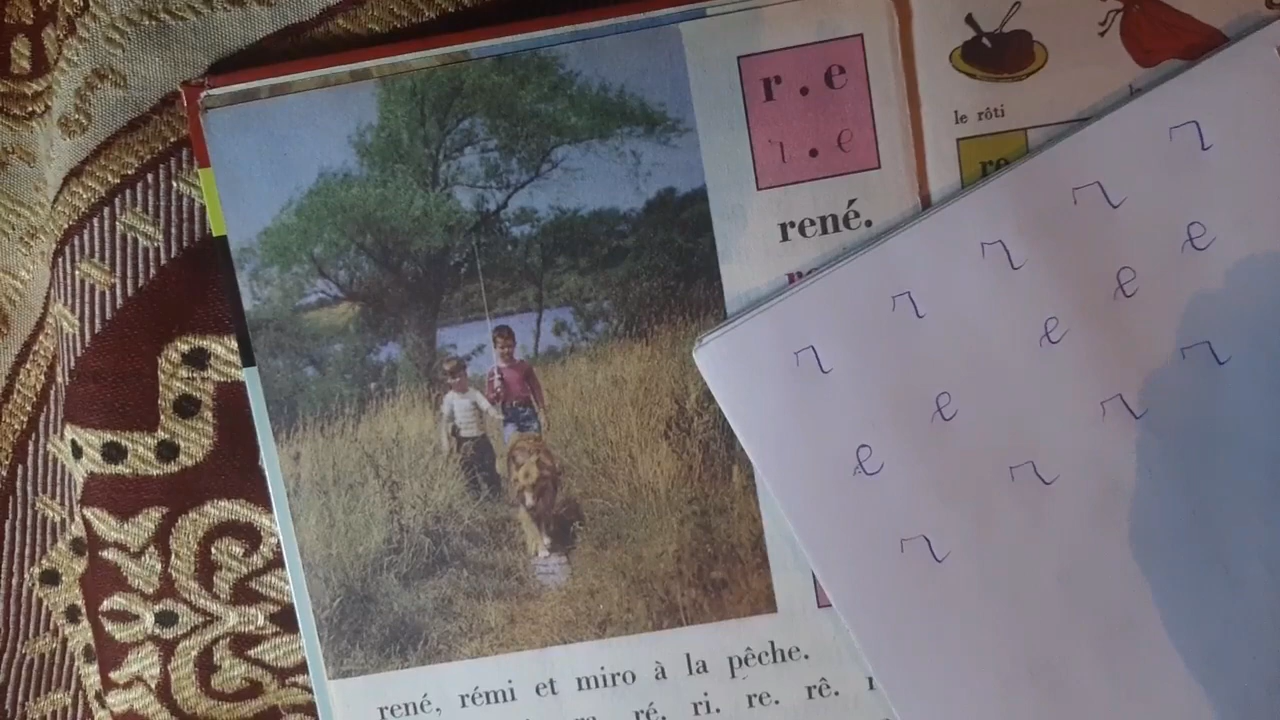 r . e
r . e
rené.
rené, rémi et miro à la pêche.
ré. ri. re. rê.
le rôti
re
r r r r r
e e e e e
r r r r